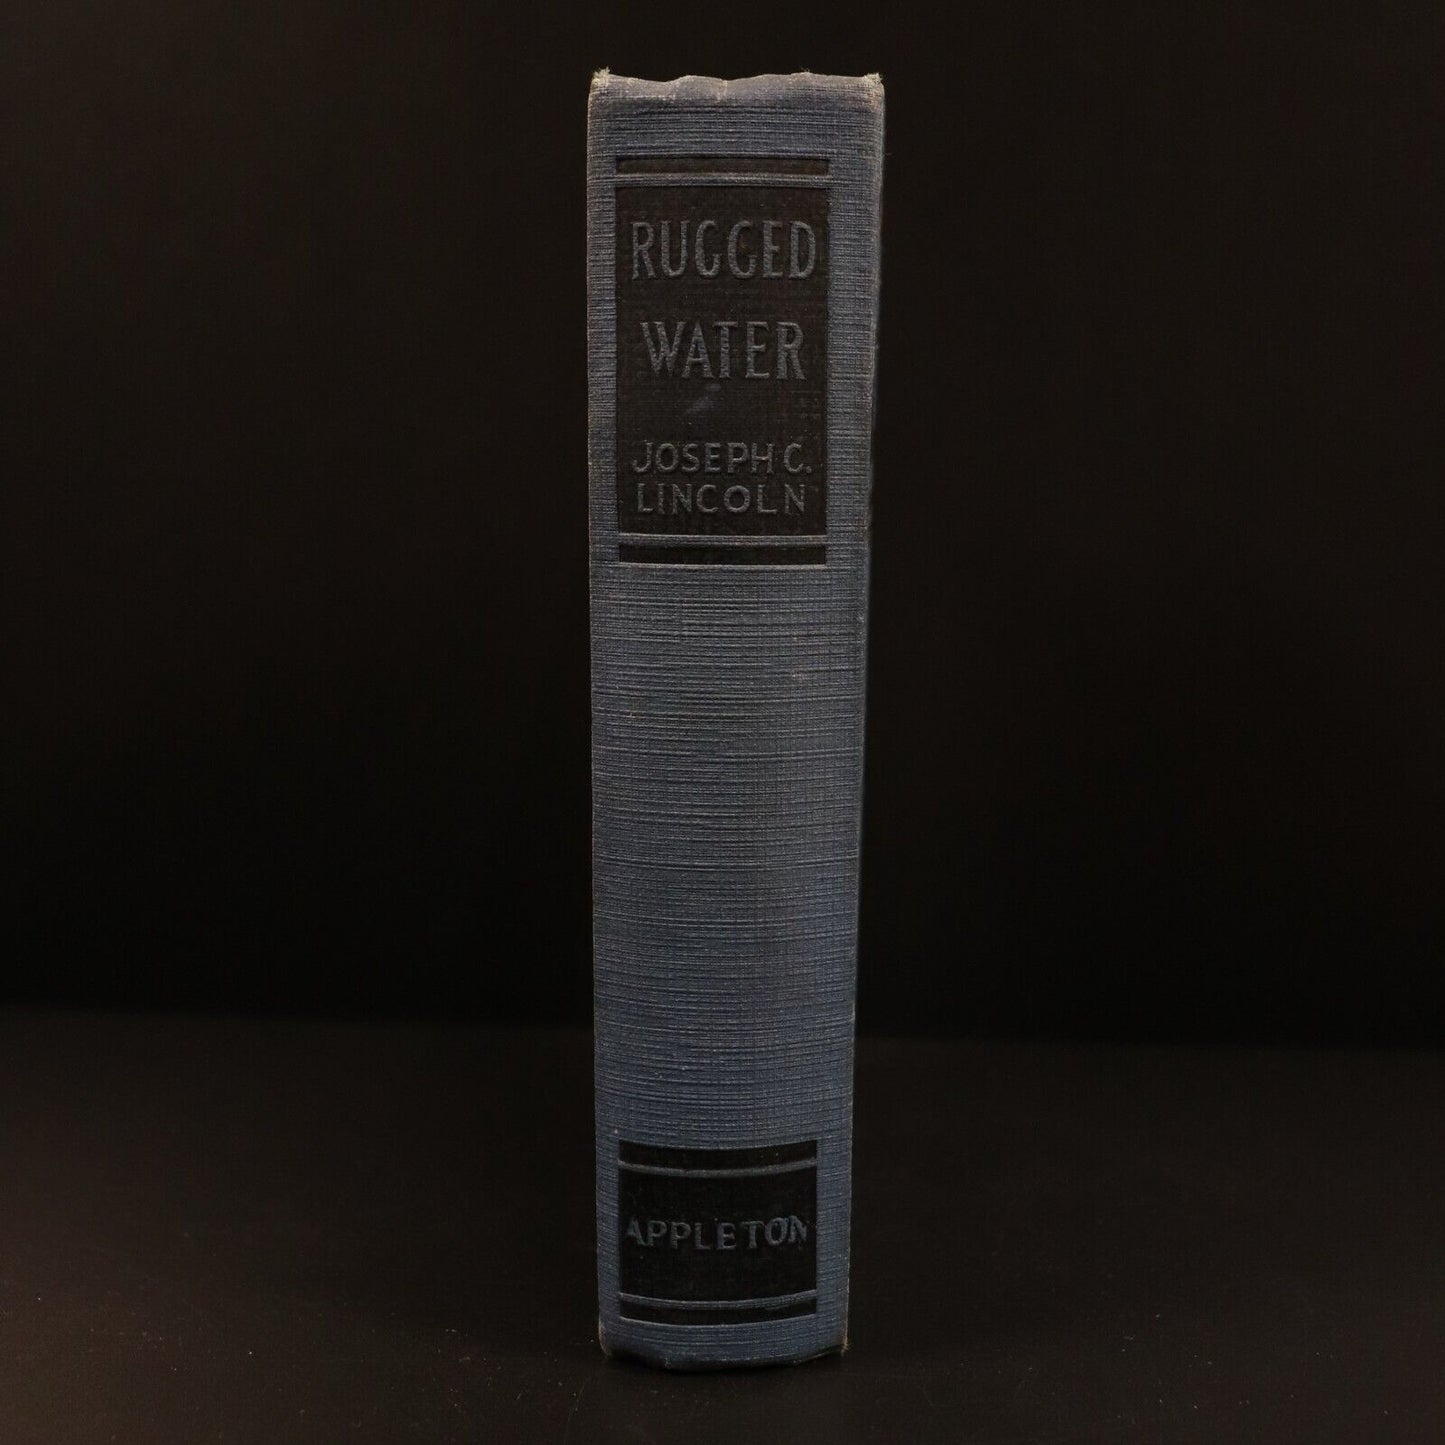 RUGGED
WATER
JOSEPH C.
LINCOLN
APPLETON